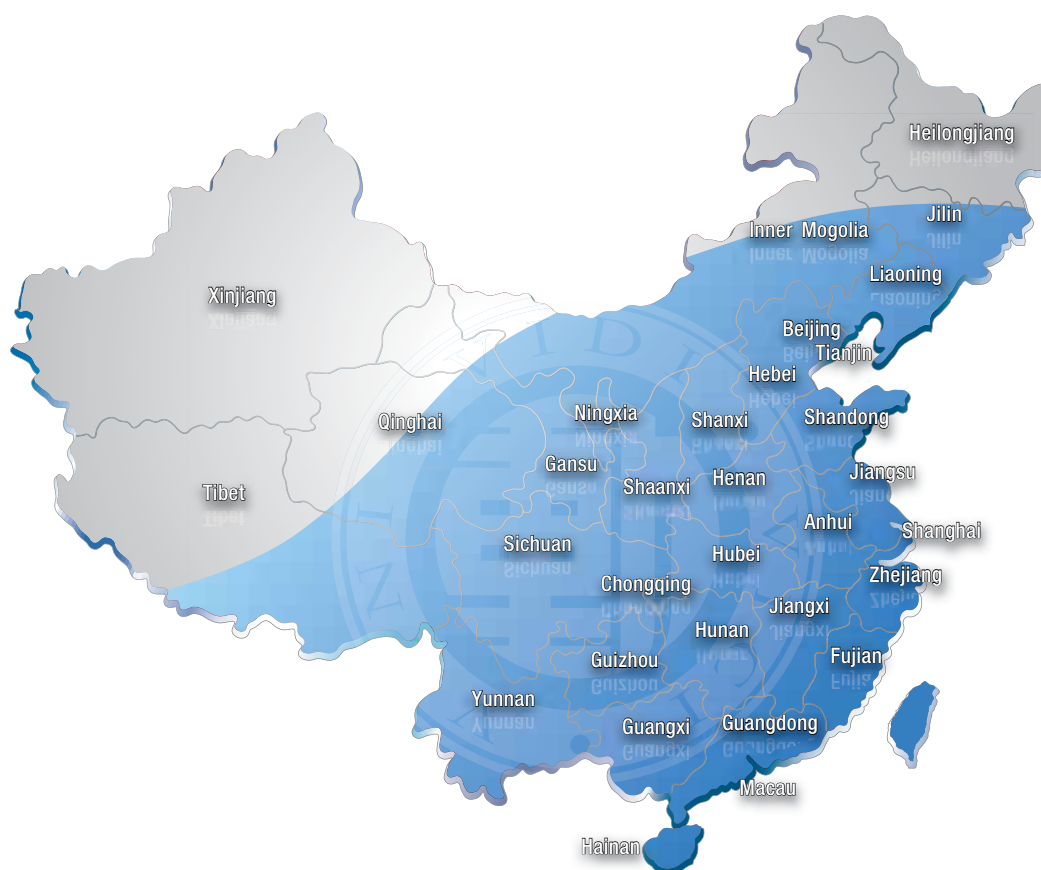 Heilongjiang
Jilin
Inner Mogolia
Liaoning
Xinjiang
Beijing
Tianjin
Hebei
Ningxia
Shanxi
Shandong
Qinghai
Gansu
Jiangsu
Henan
Shaanxi
Tibet
Anhui
Shanghai
Sichuan
Hubei
Zhejiang
Chongqing
Jiangxi
Hunan
Fujian
Guizhou
Yunnan
Guangdong
Guangxi
Macau
Hainan